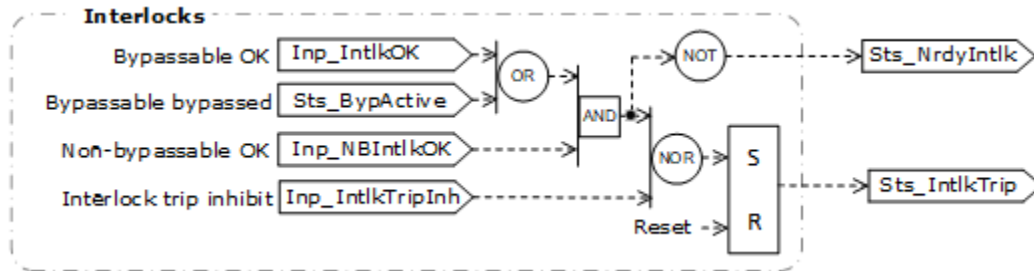 Interlocks
Bypassable OK Inp_IntlkOK
OR
NOT
Sts_NrdyIntlk
Bypassable bypassed Sts_BypActive
AND
Non-bypassable OK Inp_NBIntlkOK
NOR
S
Interlock trip inhibit Inp_IntlkTripInh
Sts_IntlkTrip
Reset
R